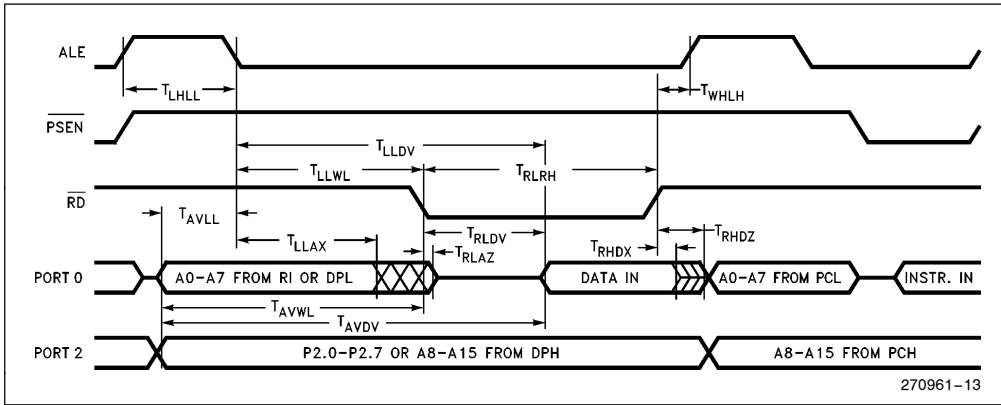 ALE
T_LHLL
T_WHLH
PSEN
T_LLDV
T_LLWL
T_RLRH
RD
T_AVLL
T_LLAX
T_RLDV
T_RLAZ
T_RHDX
T_RHDZ
PORT 0
A0–A7 FROM RI OR DPL
DATA IN
A0–A7 FROM PCL
INSTR. IN
T_AVWL
T_AVDV
PORT 2
P2.0–P2.7 OR A8–A15 FROM DPH
A8–A15 FROM PCH
270961–13